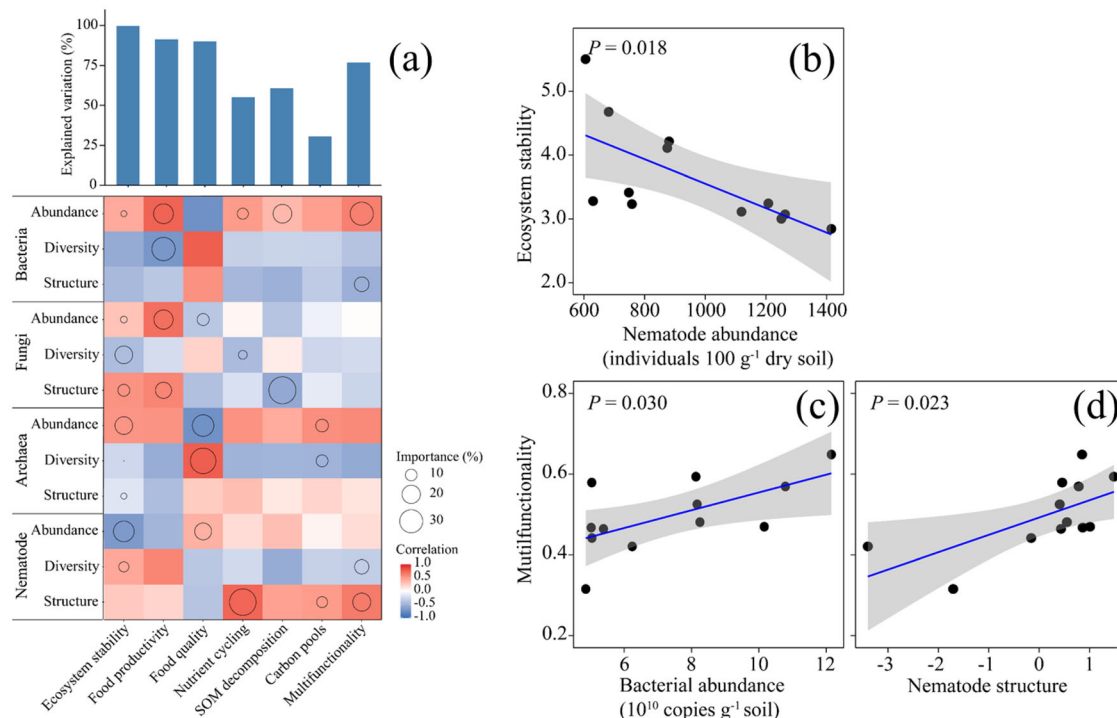 (a)
Explained variation (%)
100
75
50
25
0
Bacteria
Abundance
Diversity
Structure
Fungi
Abundance
Diversity
Structure
Archaea
Abundance
Diversity
Structure
Nematode
Abundance
Diversity
Structure
Ecosystem stability
Food productivity
Food quality
Nutrient cycling
SOM decomposition
Carbon pools
Multifunctionality
Importance (%)
10
20
30
Correlation
1.0
0.5
0.0
-0.5
-1.0
P = 0.018
(b)
Ecosystem stability
5.0
4.0
3.0
2.0
600 800 1000 1200 1400
Nematode abundance
(individuals 100 g⁻¹ dry soil)
P = 0.030
(c)
Mutilfunctionality
0.8
0.6
0.4
0.2
6 8 10 12
Bacterial abundance
(10¹⁰ copies g⁻¹ soil)
P = 0.023
(d)
-3 -2 -1 0 1
Nematode structure